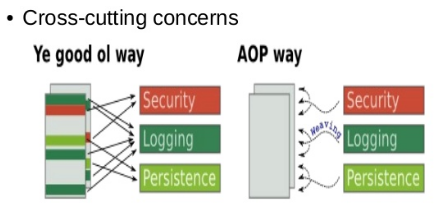 • Cross-cutting concerns
Ye good ol way
AOP way
Security
Logging
Persistence
Weaving
Security
Logging
Persistence